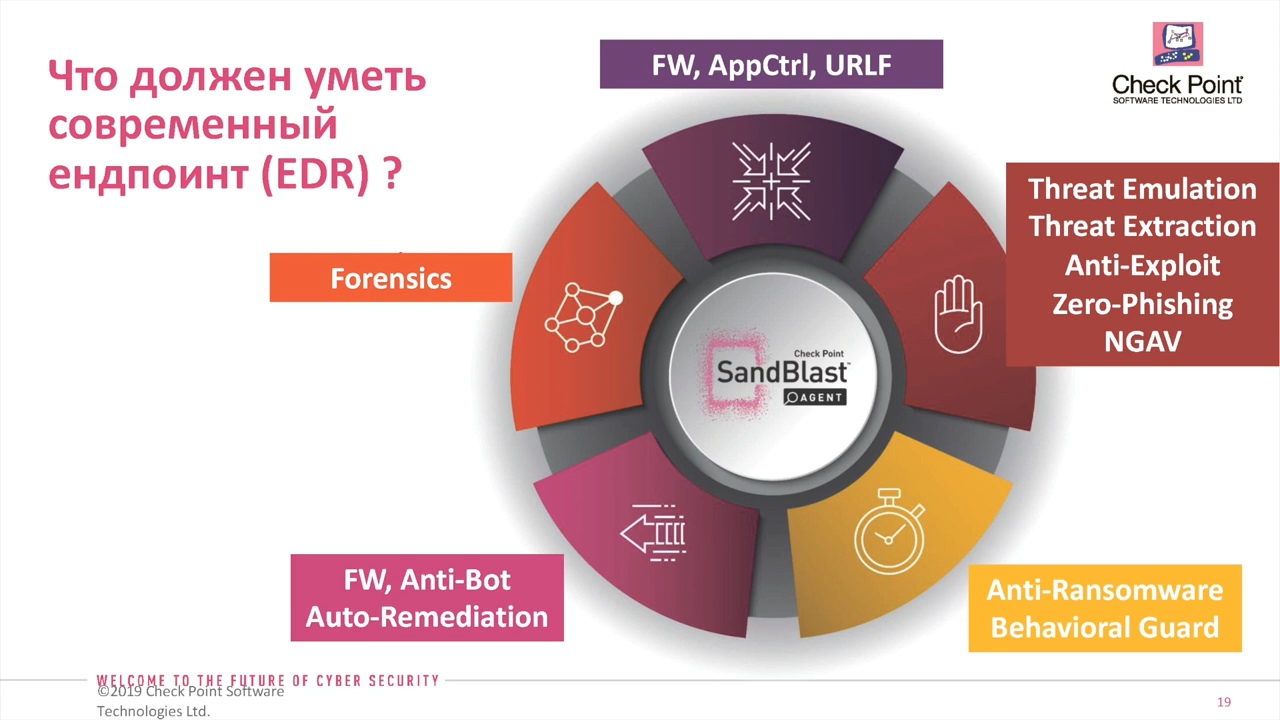 Что должен уметь
современный
ендпоинт (EDR) ?
FW, AppCtrl, URLF
Check Point
SOFTWARE TECHNOLOGIES LTD
Threat Emulation
Threat Extraction
Anti-Exploit
Zero-Phishing
NGAV
Forensics
Check Point
SandBlast™
AGENT
FW, Anti-Bot
Auto-Remediation
Anti-Ransomware
Behavioral Guard
WELCOME TO THE FUTURE OF CYBER SECURITY
©2019 Check Point Software
Technologies Ltd.
19